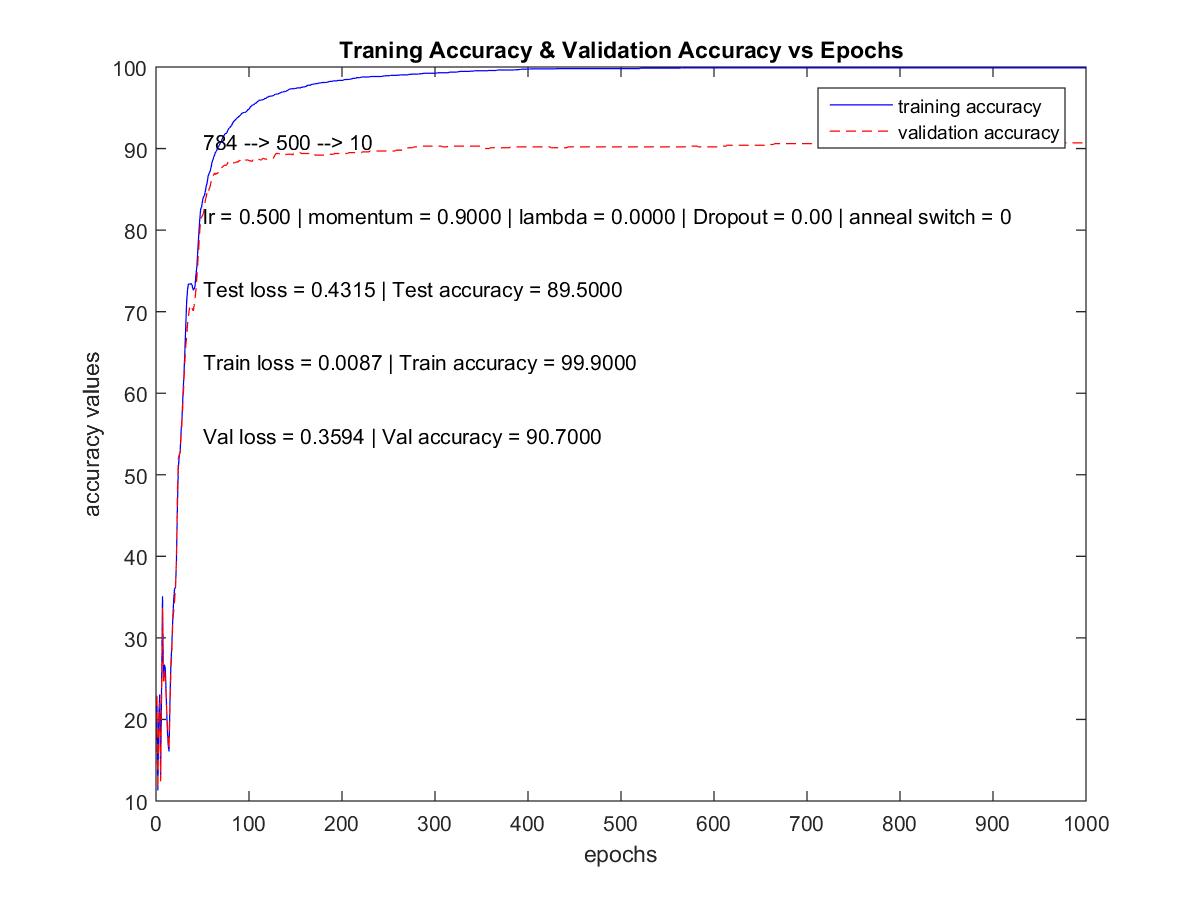 Traning Accuracy & Validation Accuracy vs Epochs
100
90
80
70
60
50
40
30
20
10
accuracy values
training accuracy
validation accuracy
784 --> 500 --> 10
lr = 0.500 | momentum = 0.9000 | lambda = 0.0000 | Dropout = 0.00 | anneal switch = 0
Test loss = 0.4315 | Test accuracy = 89.5000
Train loss = 0.0087 | Train accuracy = 99.9000
Val loss = 0.3594 | Val accuracy = 90.7000
0 100 200 300 400 500 600 700 800 900 1000
epochs